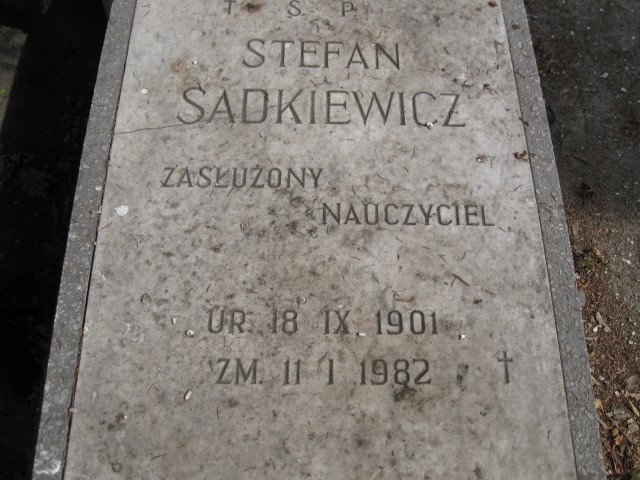 † Ś. P.
STEFAN
SADKIEWICZ
ZASŁUŻONY
NAUCZYCIEL
UR. 18 IX 1901
ZM. 11 I 1982